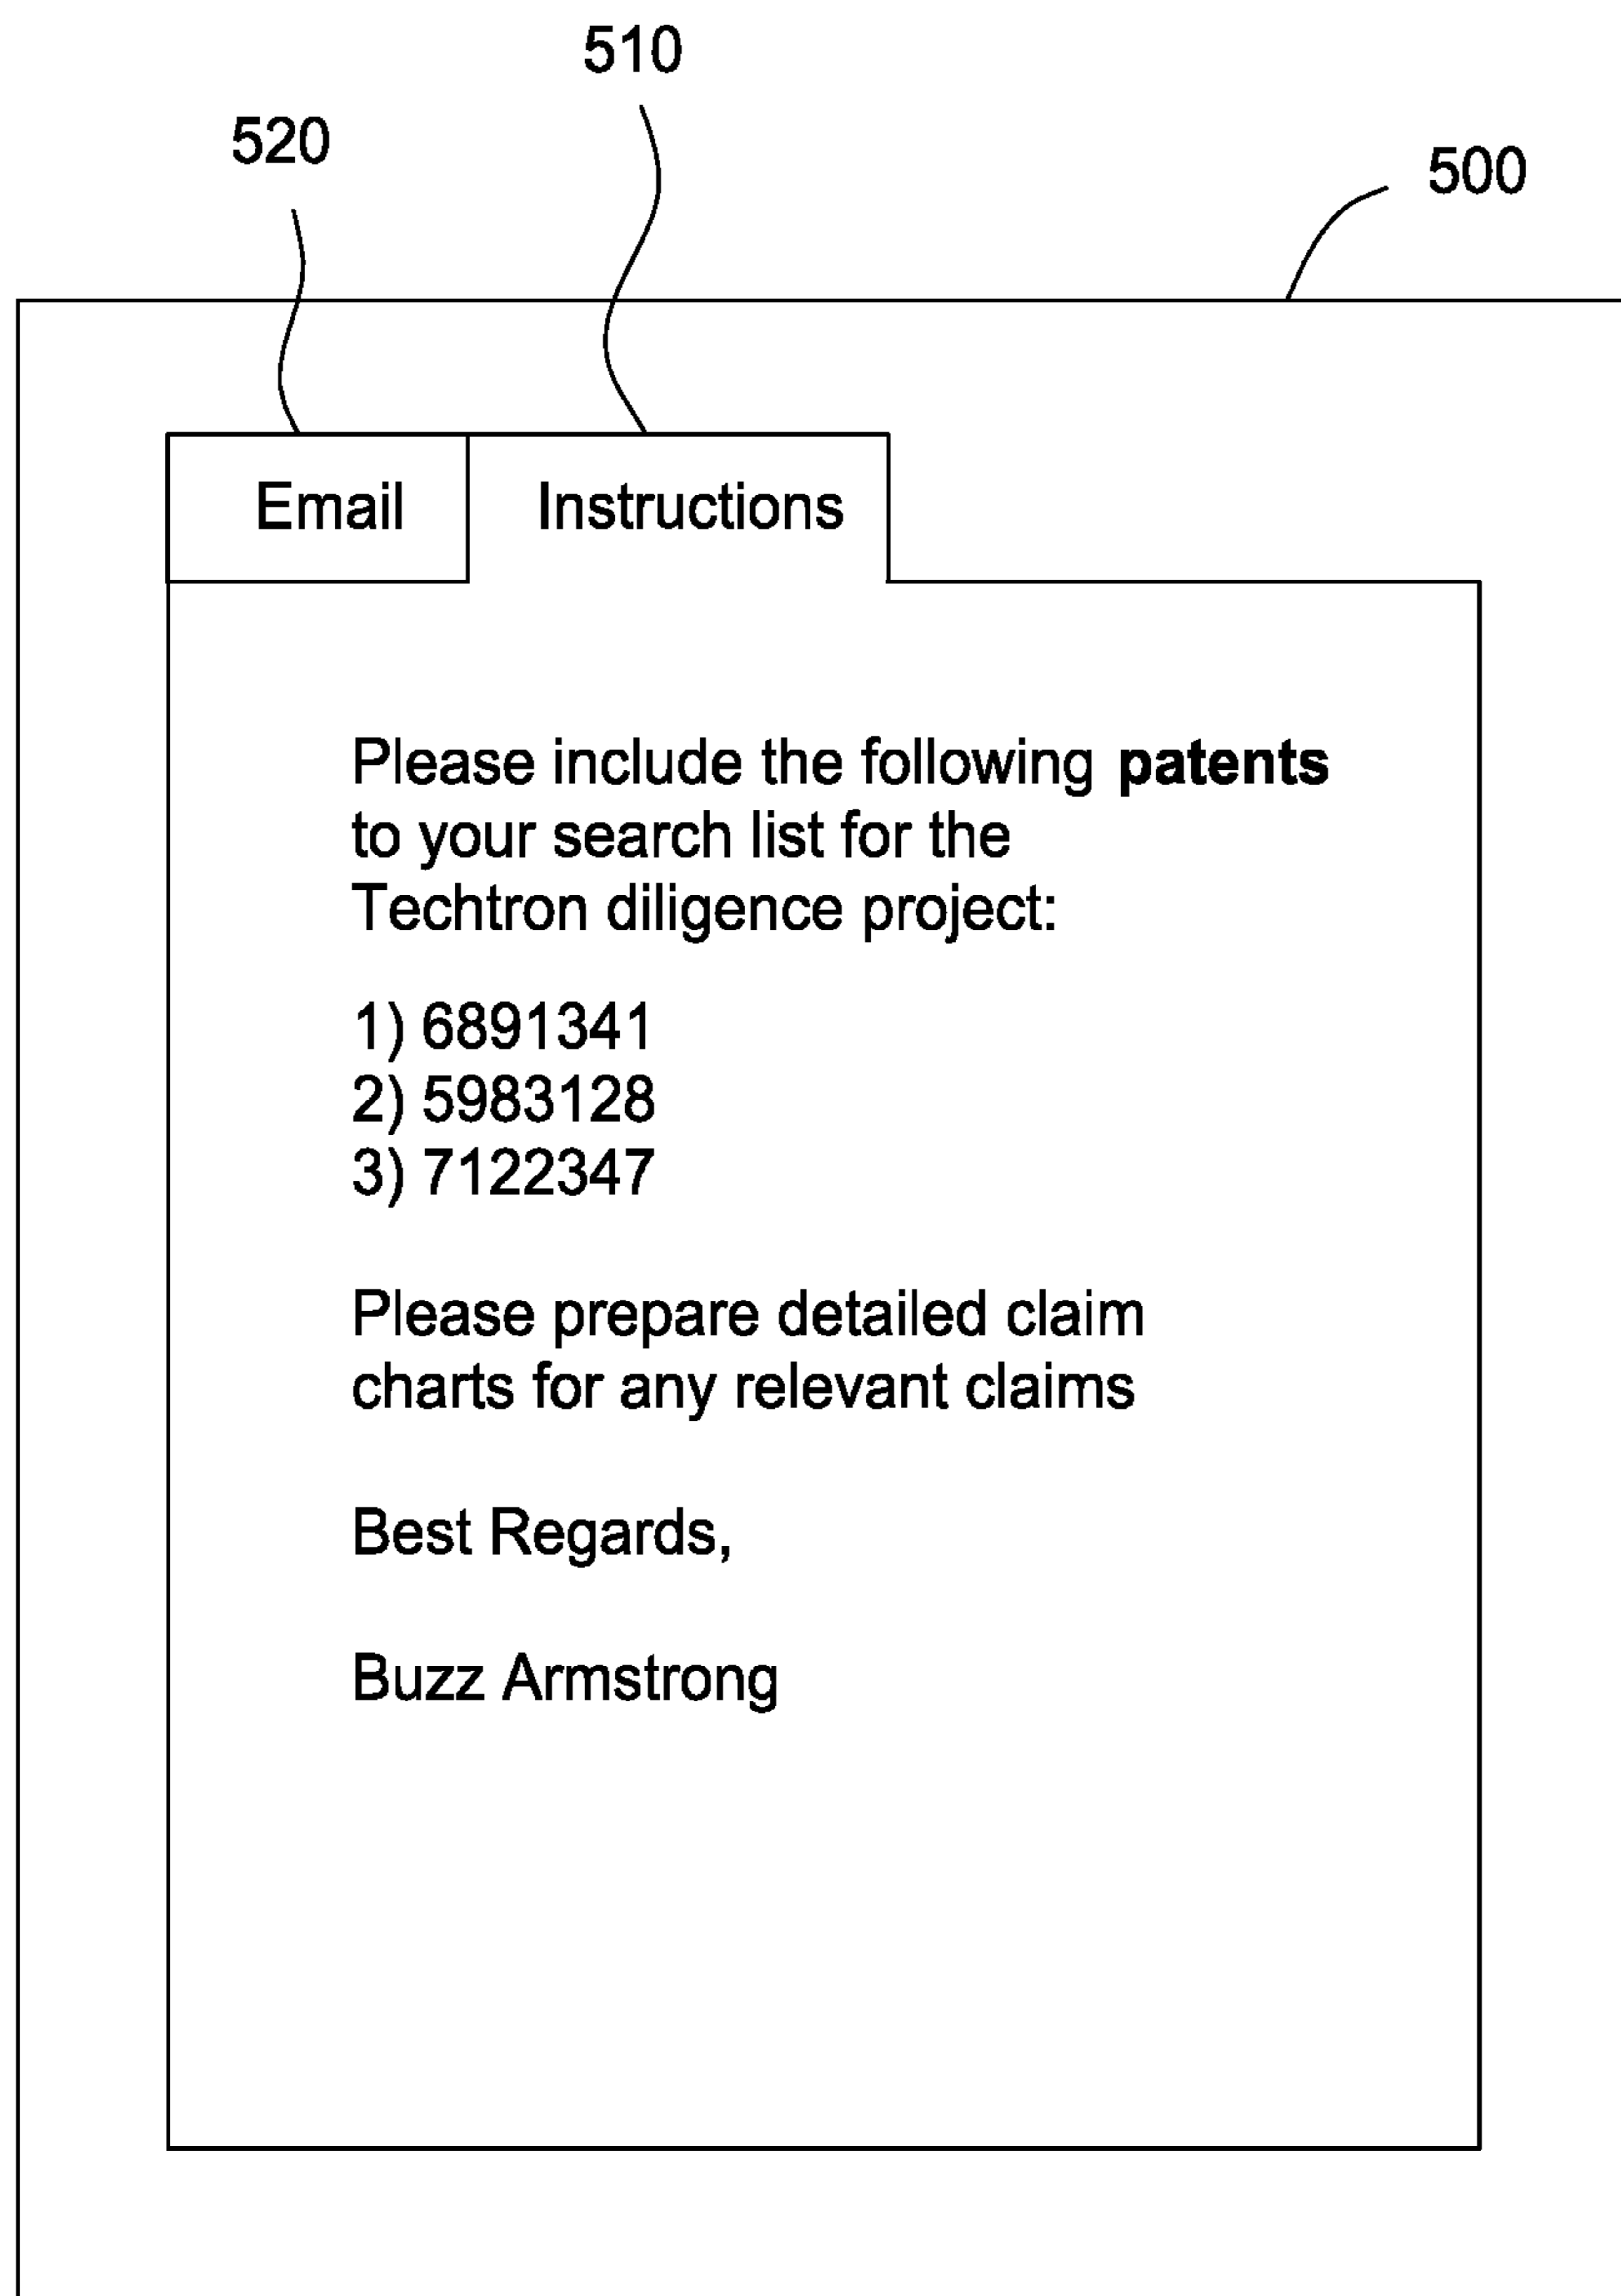 510
520
500
Email
Instructions
Please include the following patents
to your search list for the
Techtron diligence project:
1) 6891341
2) 5983128
3) 7122347
Please prepare detailed claim
charts for any relevant claims
Best Regards,
Buzz Armstrong